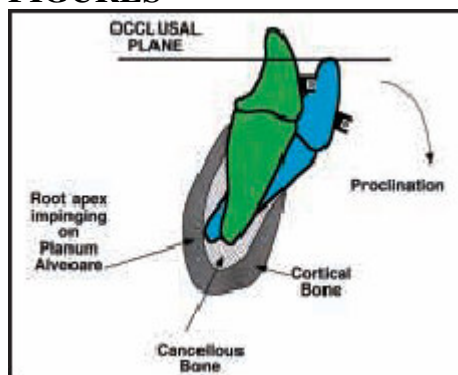 FIGURES
OCCLUSAL
PLANE
Proclination
Root apex
impinging
on
Planum
Alveoare
Cortical
Bone
Cancellous
Bone